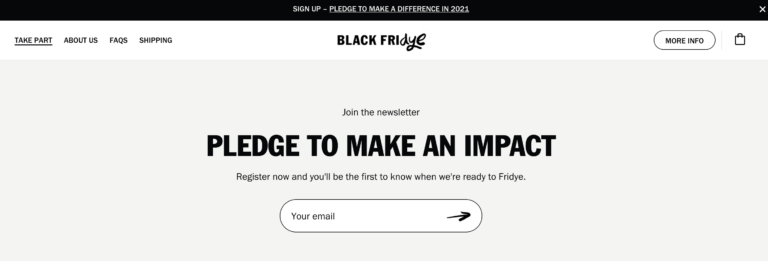 SIGN UP – PLEDGE TO MAKE A DIFFERENCE IN 2021
TAKE PART ABOUT US FAQS SHIPPING BLACK FRIdye MORE INFO
Join the newsletter
PLEDGE TO MAKE AN IMPACT
Register now and you'll be the first to know when we're ready to Fridye.
Your email